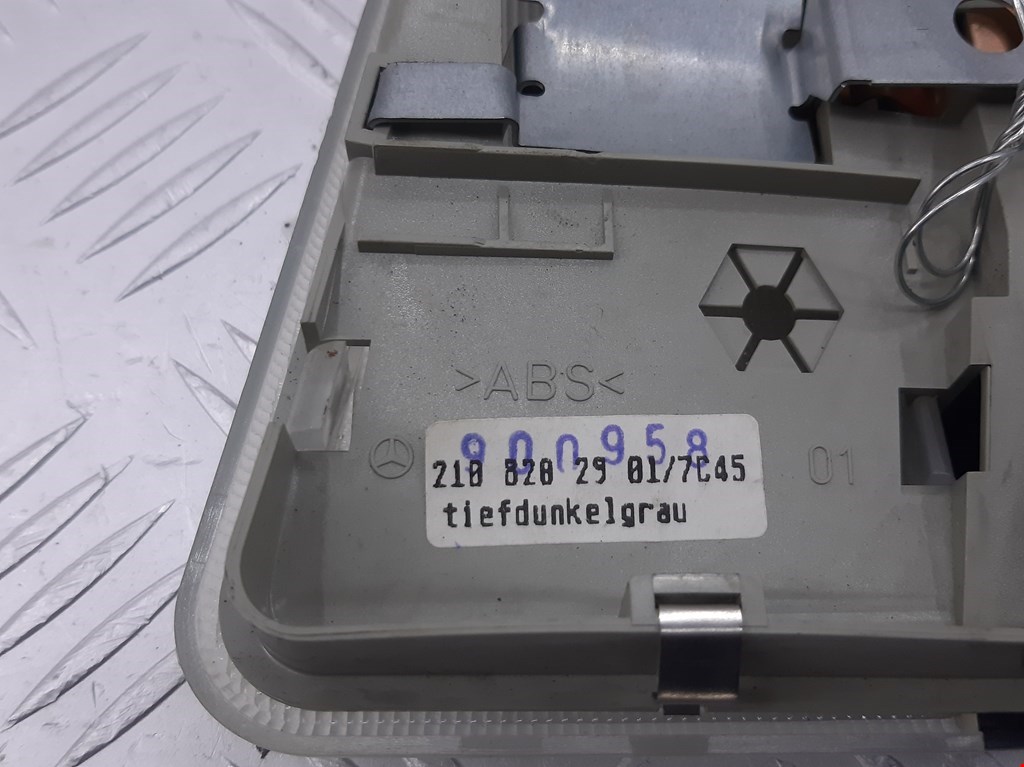 >ABS<
900958
210 820 29 01/7C45
tiefdunkelgrau
01